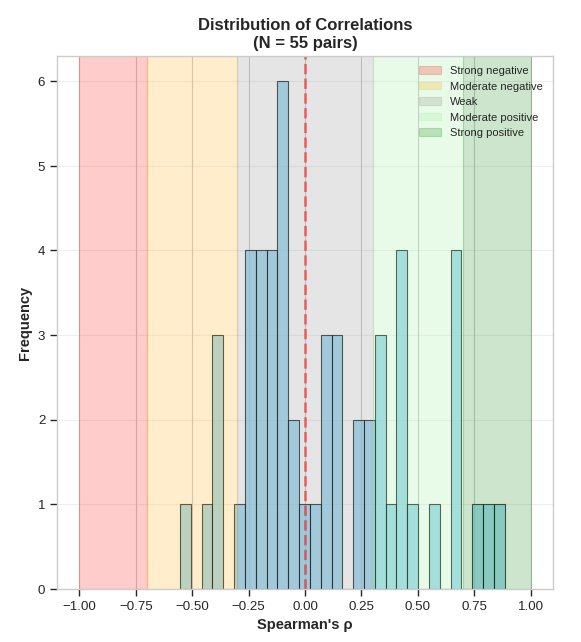 Distribution of Correlations
(N = 55 pairs)
Strong negative
Moderate negative
Weak
Moderate positive
Strong positive
Frequency
6
5
4
3
2
1
0
−1.00 −0.75 −0.50 −0.25 0.00 0.25 0.50 0.75 1.00
Spearman's ρ